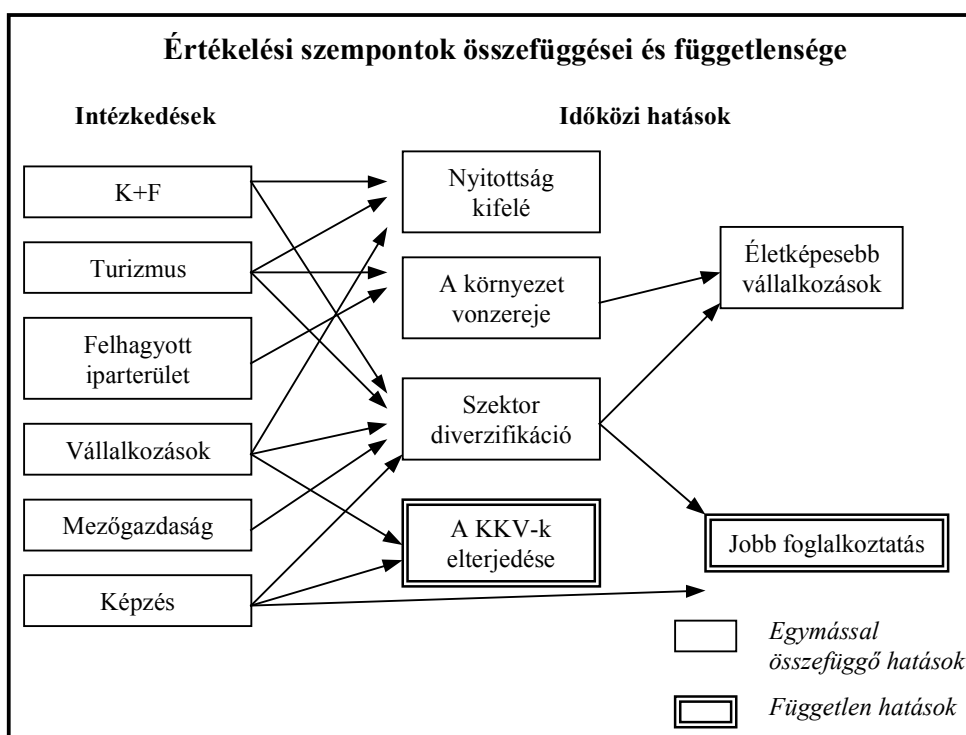 Értékelési szempontok összefüggései és függetlensége
Intézkedések
Időközi hatások
K+F
Turizmus
Felhagyott
iparterület
Vállalkozások
Mezőgazdaság
Képzés
Nyitottság
kifelé
A környezet
vonzereje
Szektor
diverzifikáció
A KKV-k
elterjedése
Életképesebb
vállalkozások
Jobb foglalkoztatás
Egymással
összefüggő hatások
Független hatások